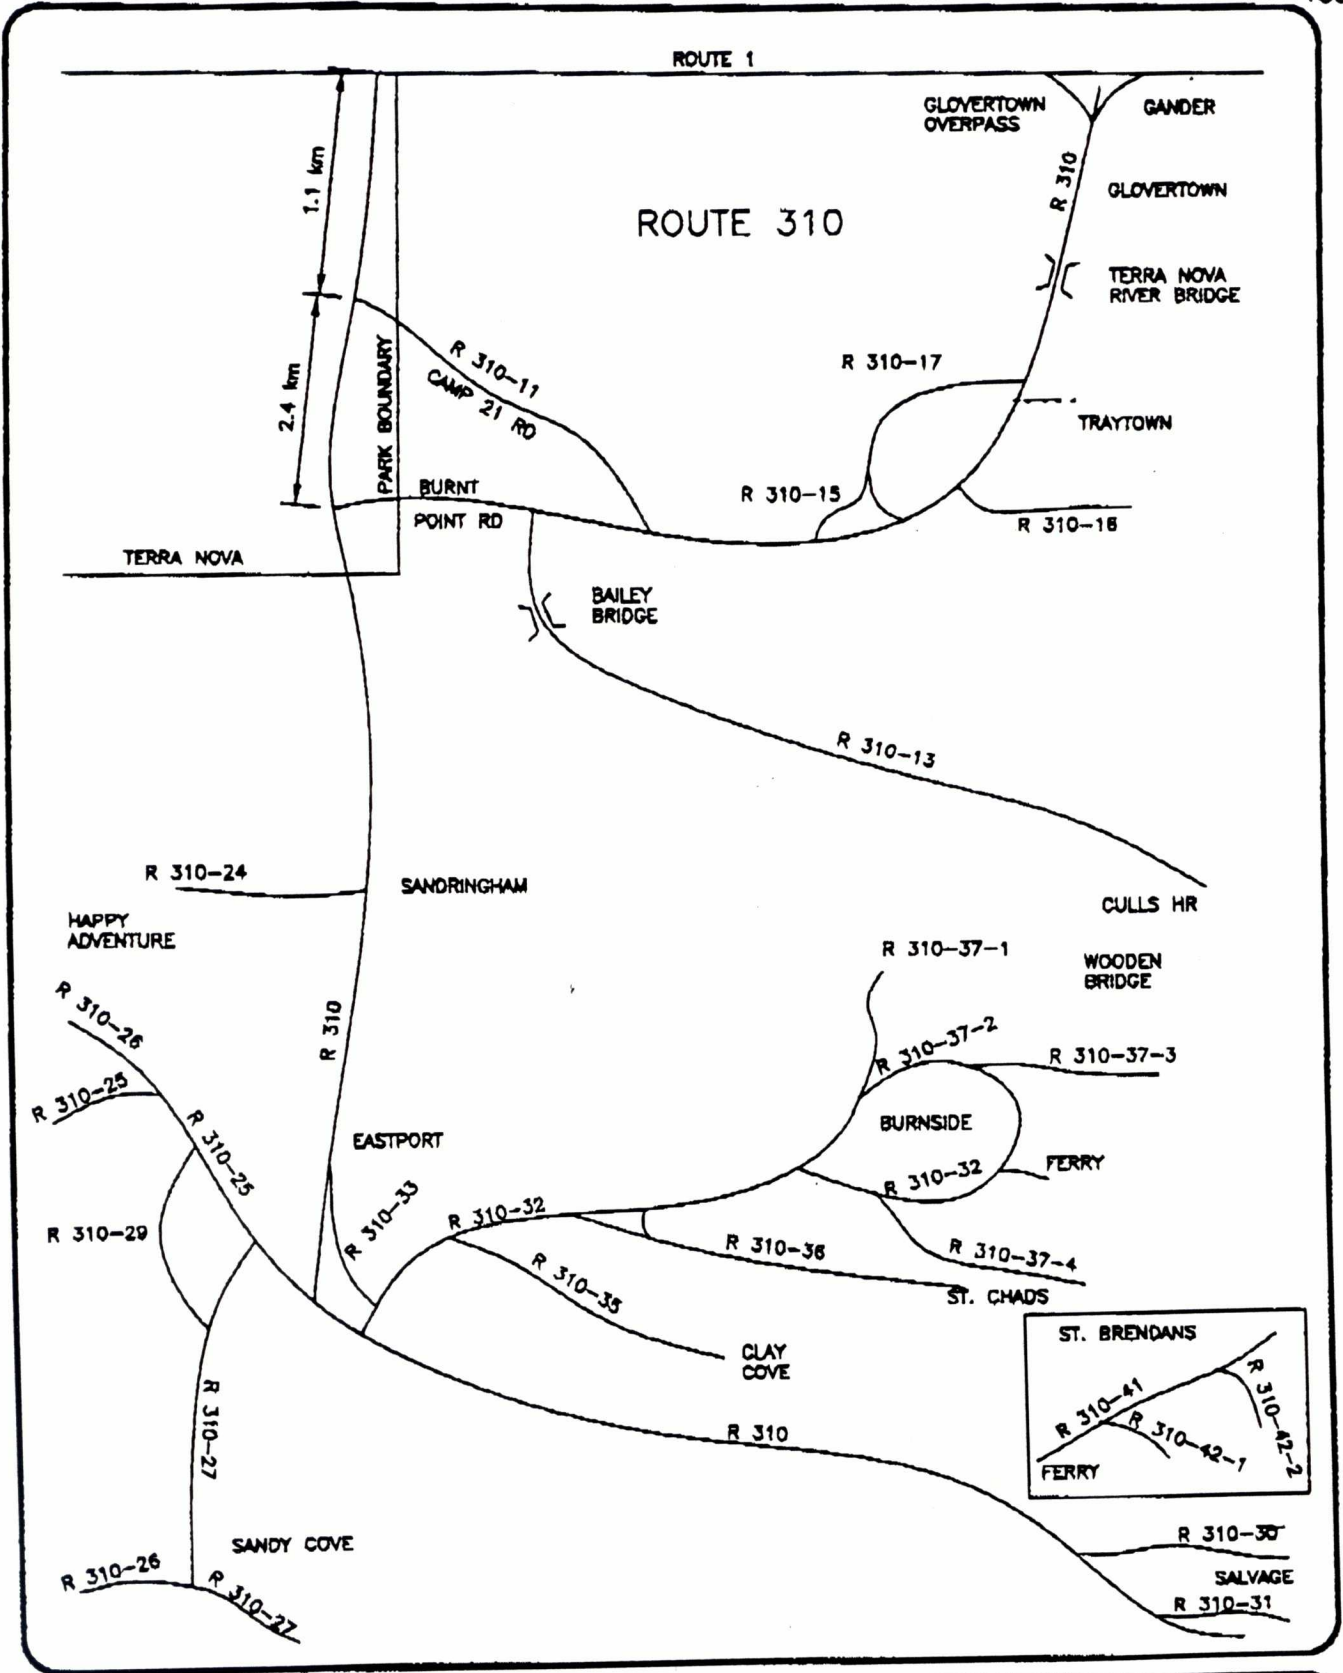 ROUTE 1
GLOVERTOWN
OVERPASS
GANDER
1.1 km
R 310
GLOVERTOWN
ROUTE 310
TERRA NOVA
RIVER BRIDGE
2.4 km
PARK BOUNDARY
R 310-11
CAMP 21 RD
R 310-17
TRAYTOWN
BURNT
POINT RD
R 310-15
R 310-16
TERRA NOVA
BAILEY
BRIDGE
R 310-13
R 310-24
SANDRINGHAM
CULLS HR
HAPPY
ADVENTURE
R 310-37-1
WOODEN
BRIDGE
R 310-26
R 310
R 310-37-2
R 310-37-3
R 310-25
R 310-25
EASTPORT
BURNSIDE
FERRY
R 310-32
R 310-33
R 310-32
R 310-29
R 310-36
R 310-37-4
R 310-35
ST. CHADS
CLAY
COVE
ST. BRENDANS
R 310-41
R 310-42-1
R 310-42-2
FERRY
R 310-27
R 310
SANDY COVE
R 310-30
R 310-26
R 310-27
SALVAGE
R 310-31